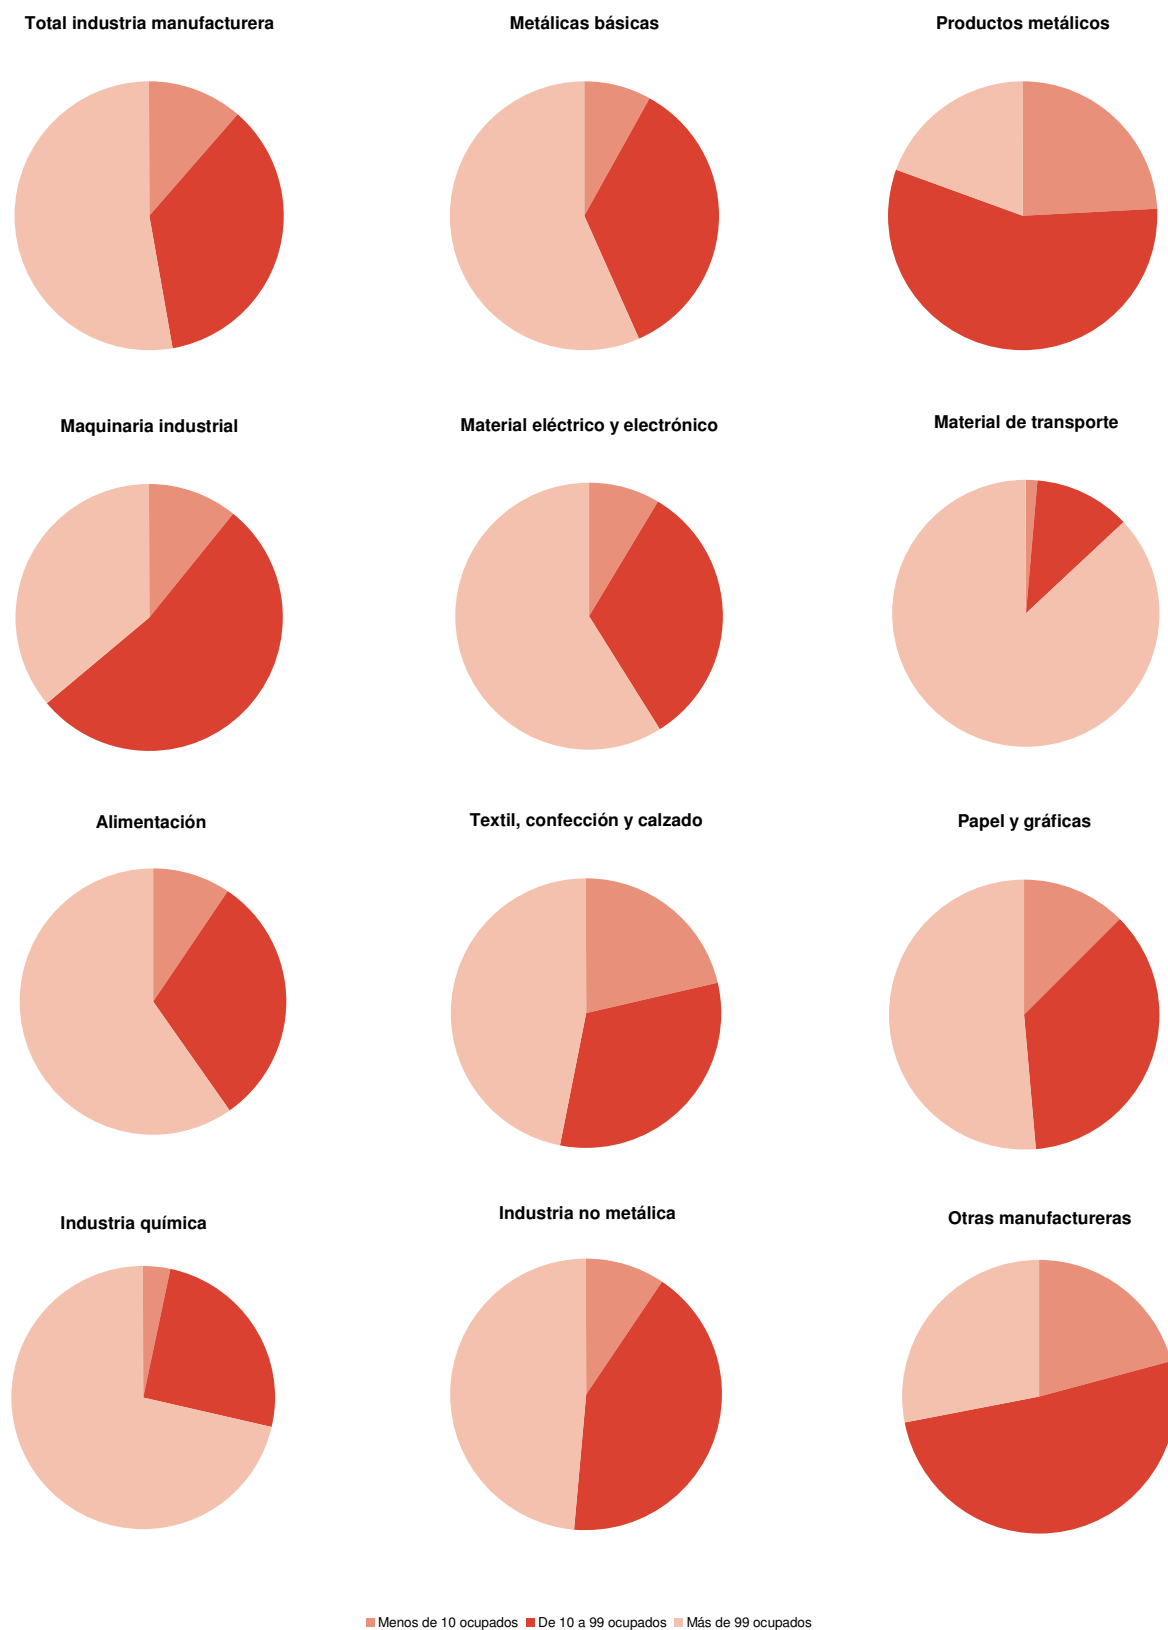 Total industria manufacturera
Metálicas básicas
Productos metálicos
Maquinaria industrial
Material eléctrico y electrónico
Material de transporte
Alimentación
Textil, confección y calzado
Papel y gráficas
Industria química
Industria no metálica
Otras manufactureras
Menos de 10 ocupados De 10 a 99 ocupados Más de 99 ocupados